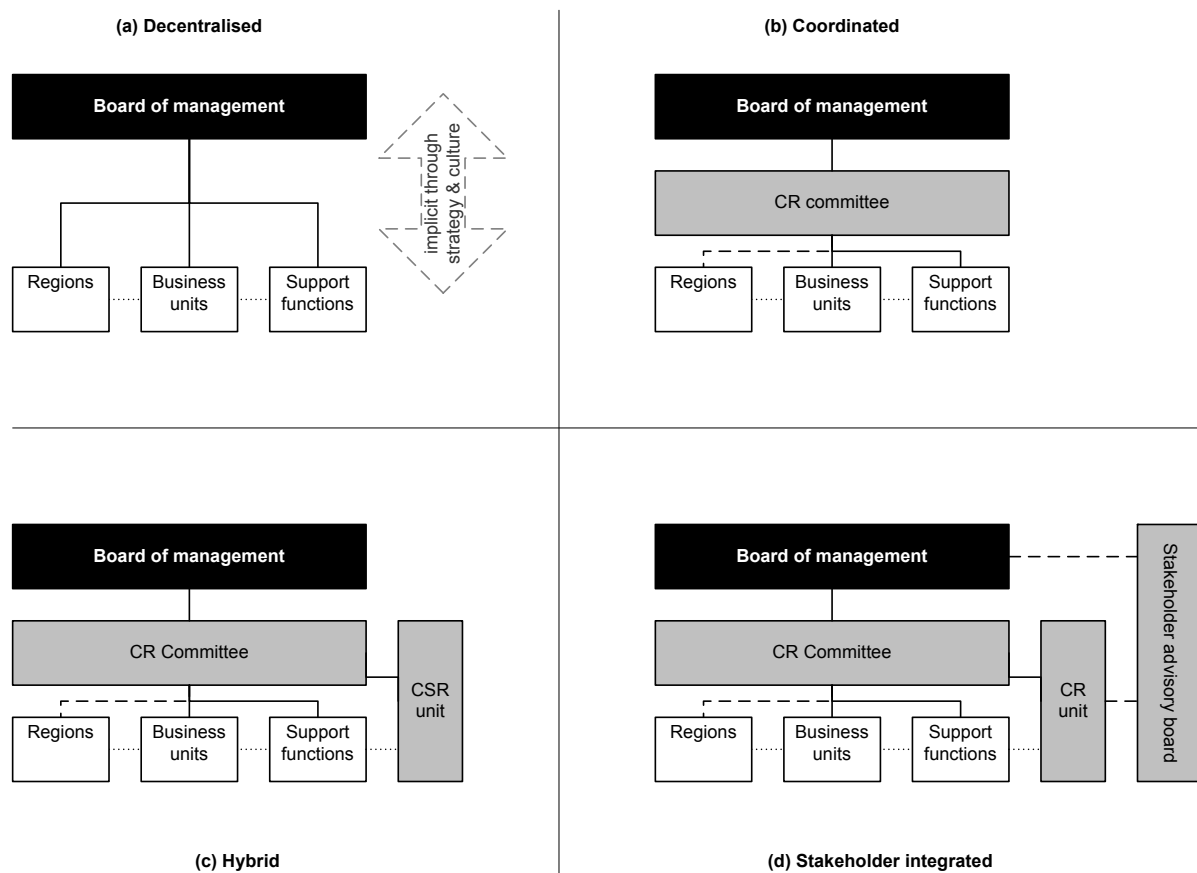 (a) Decentralised
Board of management
implicit through
strategy & culture
Regions
Business
units
Support
functions
(b) Coordinated
Board of management
CR committee
Regions
Business
units
Support
functions
Board of management
CR Committee
CSR
unit
Regions
Business
units
Support
functions
(c) Hybrid
Board of management
Stakeholder advisory board
CR Committee
CR
unit
Regions
Business
units
Support
functions
(d) Stakeholder integrated